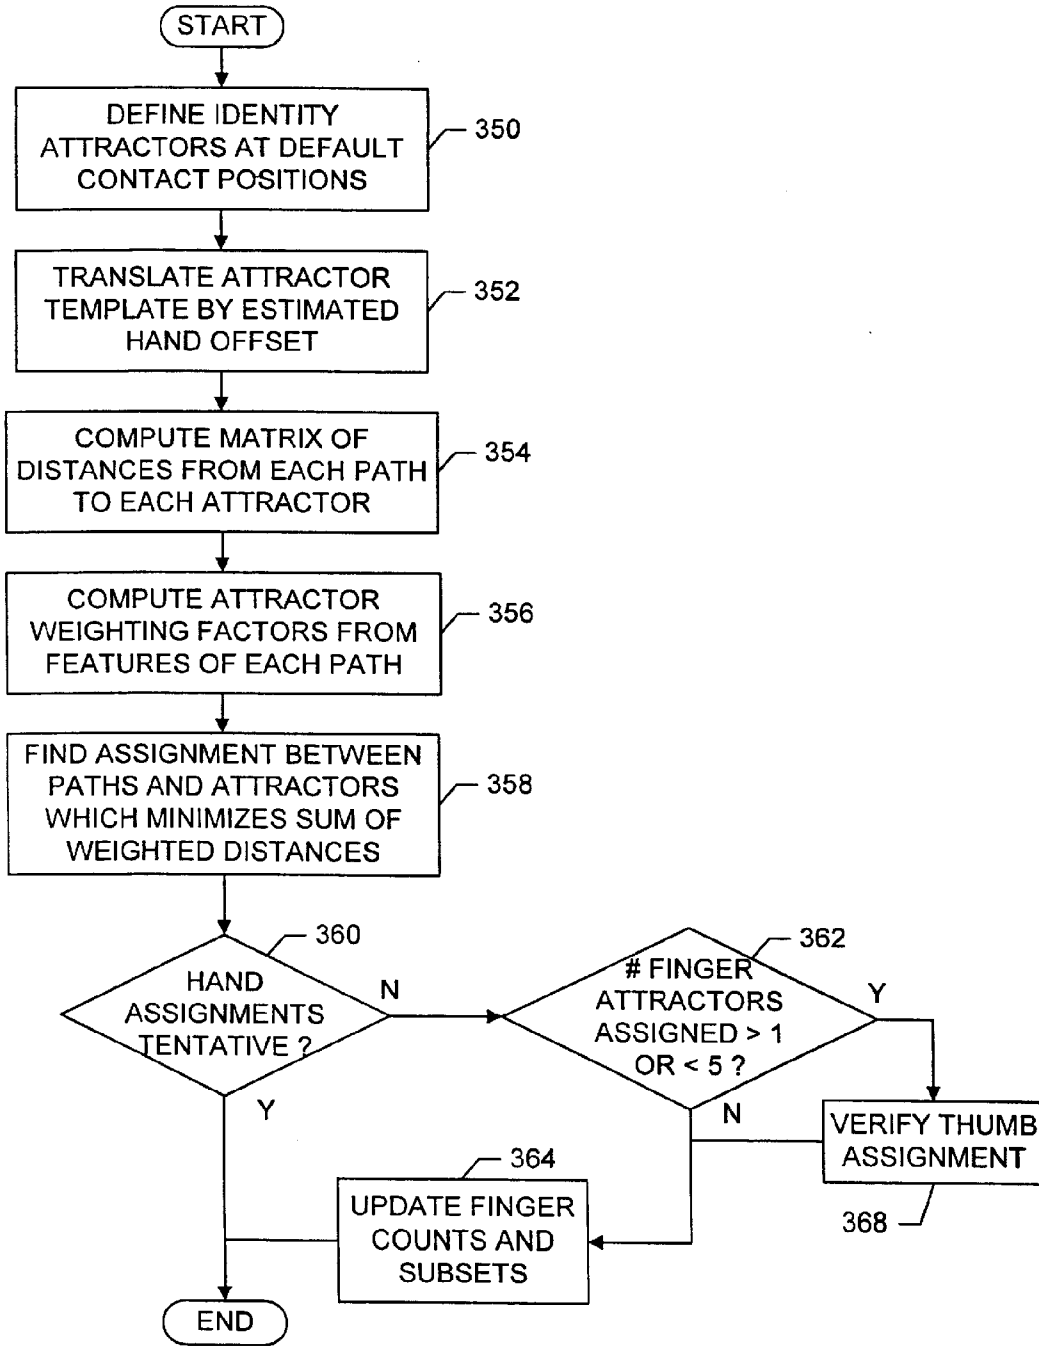 START
DEFINE IDENTITY
ATTRACTORS AT DEFAULT
CONTACT POSITIONS
350
TRANSLATE ATTRACTOR
TEMPLATE BY ESTIMATED
HAND OFFSET
352
COMPUTE MATRIX OF
DISTANCES FROM EACH PATH
TO EACH ATTRACTOR
354
COMPUTE ATTRACTOR
WEIGHTING FACTORS FROM
FEATURES OF EACH PATH
356
FIND ASSIGNMENT BETWEEN
PATHS AND ATTRACTORS
WHICH MINIMIZES SUM OF
WEIGHTED DISTANCES
358
HAND
ASSIGNMENTS
TENTATIVE ?
360
N
Y
# FINGER
ATTRACTORS
ASSIGNED > 1
OR < 5 ?
362
Y
N
VERIFY THUMB
ASSIGNMENT
368
364
UPDATE FINGER
COUNTS AND
SUBSETS
END